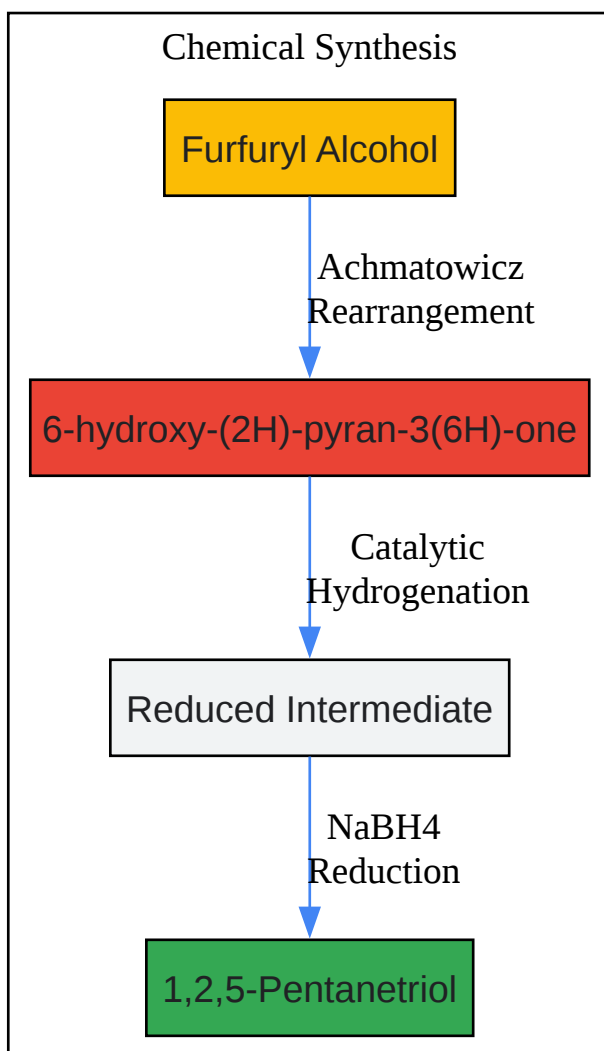 Chemical Synthesis
Furfuryl Alcohol
Achmatowicz
Rearrangement
6-hydroxy-(2H)-pyran-3(6H)-one
Catalytic
Hydrogenation
Reduced Intermediate
NaBH4
Reduction
1,2,5-Pentanetriol